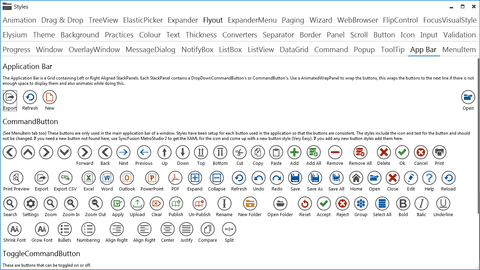 Styles
Animation Drag & Drop TreeView ElasticPicker Expander Flyout ExpanderMenu Paging Wizard WebBrowser FlipControl FocusVisualStyle
Elysium Theme Background Practices Colour Text Thickness Converters Separator Border Panel Scroll Button Icon Input Validation
Progress Window OverlayWindow MessageDialog NotifyBox ListBox ListView DataGrid Command Popup ToolTip App Bar MenuItem
Application Bar
The Application Bar is a Grid containing Left or Right Aligned StackPanels. Each StackPanel contains a DropDownCommandButton's or CommandButton's. Use a AnimatedWrapPanel to wrap the buttons, this wraps the buttons to the next line if there is not
enough space to display them and also animates while doing this.
Export Refresh New Open
CommandButton
(See MenuItem tab too) These buttons are only used in the main application bar of a window. Styles have been setup for each button used in the application so that the buttons are consistent. The styles include the icon and text for the button and should
not be changed. If you need a new button not found here, use SyncFusion MetroStudio 2 to get the XAML for the icon and come up with a new button style (Very Easy). If you add any new button styles add them here.
Forward Back Next Previous Up Down Top Bottom Cut Copy Paste Add Add All Remove Remove All Delete Ok Cancel Print
Print Preview Export Export CSV Excel Word Outlook PowerPoint PDF Expand Collapse Refresh Undo Redo Save Save As Save All Home Open Close Edit Help Reload
Search Settings Zoom Zoom In Zoom Out Apply Upload Clear Publish Un-Publish Rename New Folder Open Folder Reset Accept Reject Group Select All Bold Italic Underline
Shrink Font Grow Font Bullets Numbering Align Right Align Right Center Justify Compare Split
ToggleCommandButton
These are buttons that can be toggled on or off.